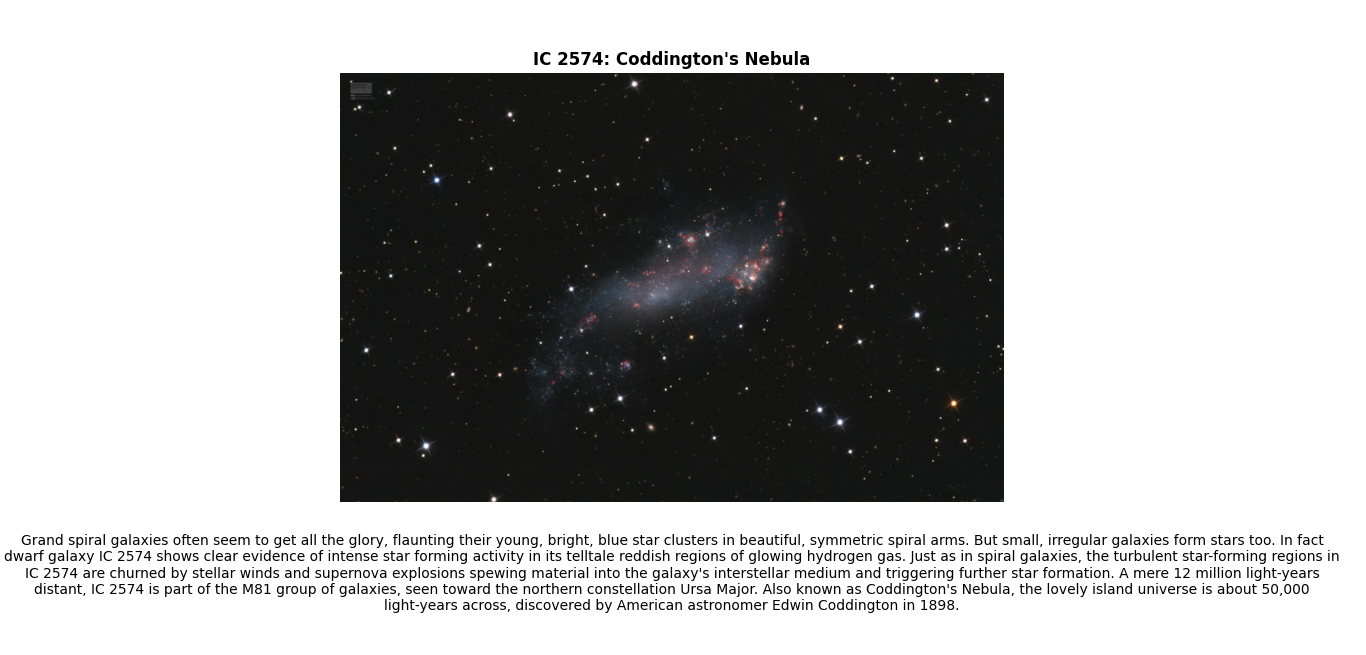 IC 2574: Coddington's Nebula
Grand spiral galaxies often seem to get all the glory, flaunting their young, bright, blue star clusters in beautiful, symmetric spiral arms. But small, irregular galaxies form stars too. In fact
dwarf galaxy IC 2574 shows clear evidence of intense star forming activity in its telltale reddish regions of glowing hydrogen gas. Just as in spiral galaxies, the turbulent star-forming regions in
IC 2574 are churned by stellar winds and supernova explosions spewing material into the galaxy's interstellar medium and triggering further star formation. A mere 12 million light-years
distant, IC 2574 is part of the M81 group of galaxies, seen toward the northern constellation Ursa Major. Also known as Coddington's Nebula, the lovely island universe is about 50,000
light-years across, discovered by American astronomer Edwin Coddington in 1898.